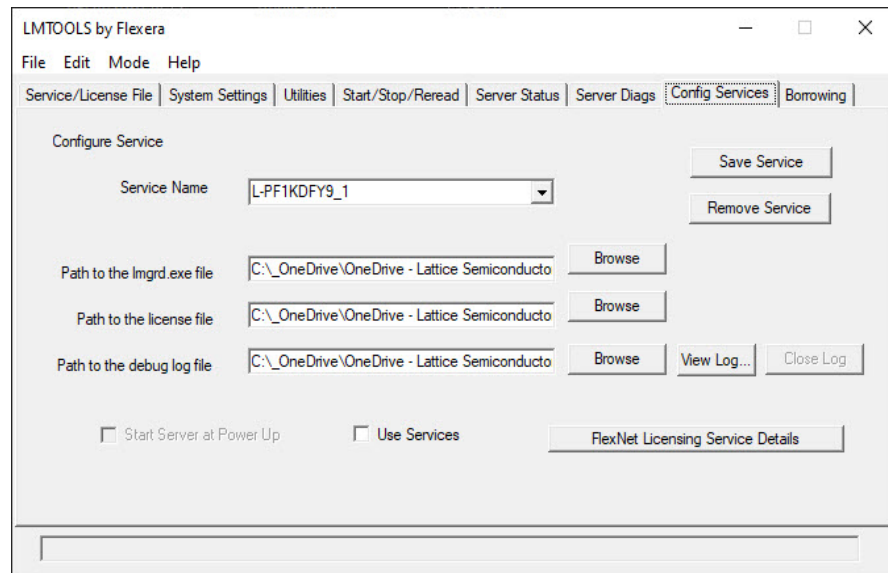 LMTOOLS by Flexera
File Edit Mode Help
Service/License File System Settings Utilities Start/Stop/Reread Server Status Server Diags Config Services Borrowing
Configure Service
Save Service
Service Name L-PF1KDFY9_1
Remove Service
Path to the lmgrd.exe file C:\_OneDrive\OneDrive - Lattice Semiconducto Browse
Path to the license file C:\_OneDrive\OneDrive - Lattice Semiconducto Browse
Path to the debug log file C:\_OneDrive\OneDrive - Lattice Semiconducto Browse View Log... Close Log
Start Server at Power Up Use Services FlexNet Licensing Service Details